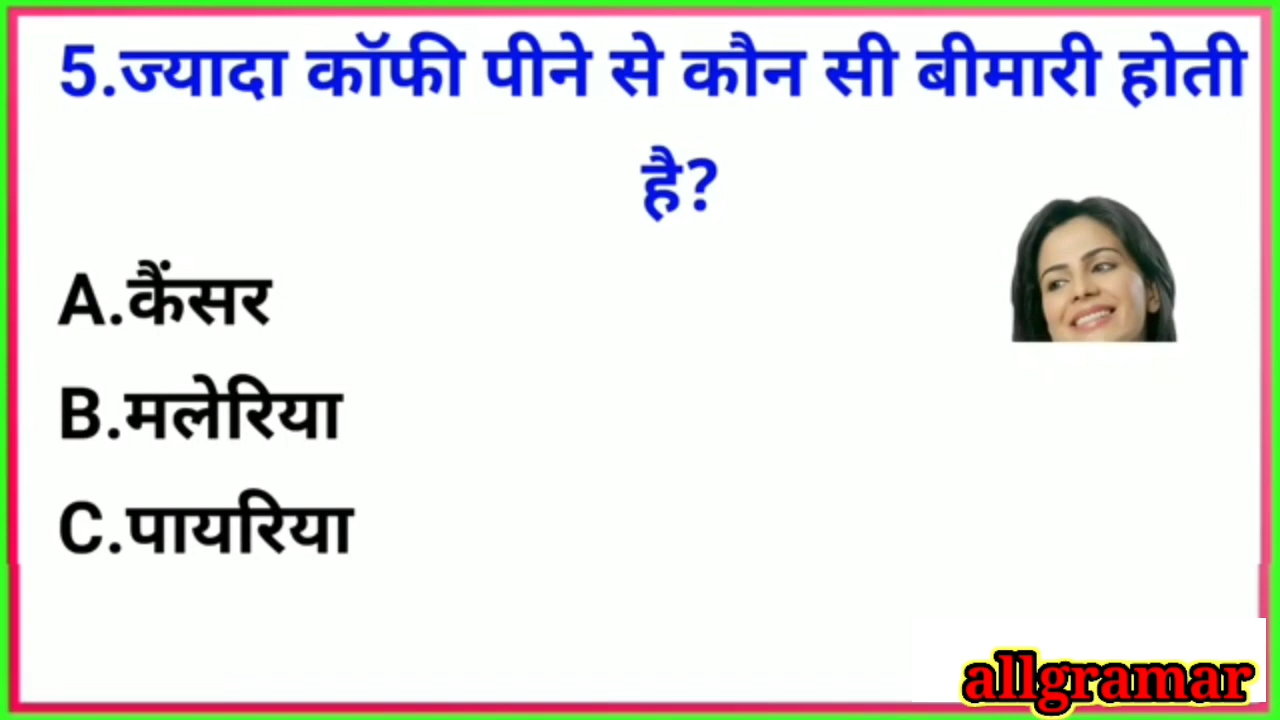 5.ज्यादा कॉफी पीने से कौन सी बीमारी होती
है?
A.कैंसर
B.मलेरिया
C.पायरिया
allgramar